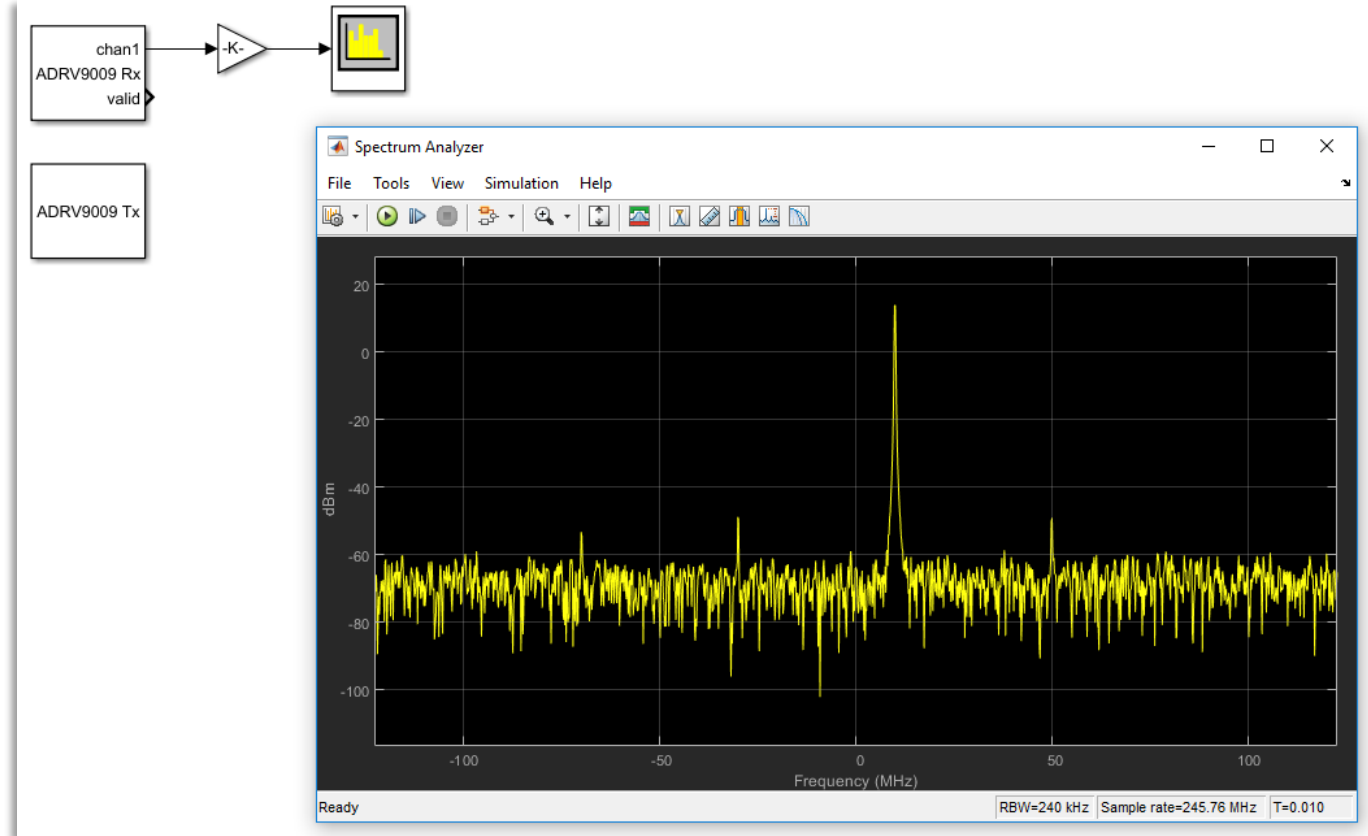 chan1
ADRV9009 Rx
valid
-K-
ADRV9009 Tx
Spectrum Analyzer
File Tools View Simulation Help
20
0
-20
-40
-60
-80
-100
dBm
-100 -50 0 50 100
Frequency (MHz)
Ready RBW=240 kHz Sample rate=245.76 MHz T=0.010